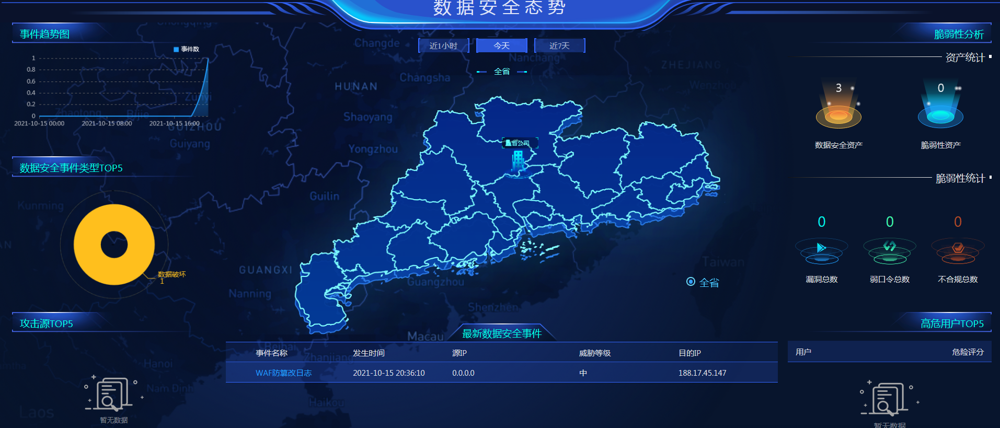 数据安全态势
事件趋势图
事件数
1
0.8
0.6
0.4
0.2
0
2021-10-15 00:00
2021-10-15 08:00
2021-10-15 16:00
数据安全事件类型TOP5
数据破坏
1
攻击源TOP5
暂无数据
近1小时
今天
近7天
全省
省公司
全省
Changde
Nanchang
ZHEJIANG
Changsha
HUNAN
Wenzhou
Shaoyang
Zunyi
Zhaotong
Bijie
GUIZHOU
Guiyang
Yongzhou
Guilin
Kunming
GUANGXI
Nanning
Guangzhou
Taiwan
Shenzhen
Macau
Beihai
Zhanjiang
Hanoi
Nam Dinh
Haikou
Laos
最新数据安全事件
事件名称 发生时间 源IP 威胁等级 目的IP
WAF防篡改日志 2021-10-15 20:36:10 0.0.0.0 中 188.17.45.147
脆弱性分析
资产统计
3
0
数据安全资产
脆弱性资产
脆弱性统计
0
0
0
漏洞总数
弱口令总数
不合规总数
高危用户TOP5
用户 危险评分
暂无数据